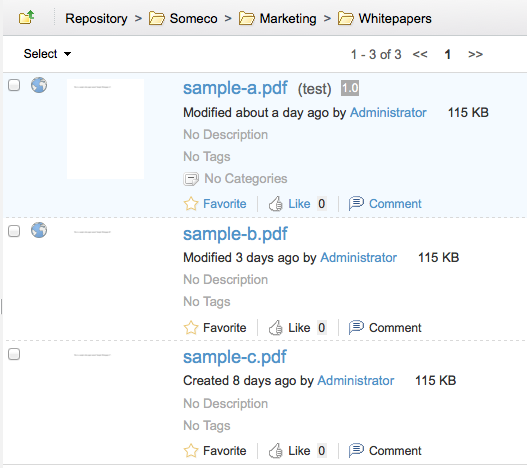 Repository > Someco > Marketing > Whitepapers
Select 1 - 3 of 3 << 1 >>
sample-a.pdf (test) 1.0
Modified about a day ago by Administrator 115 KB
No Description
No Tags
No Categories
Favorite Like 0 Comment
sample-b.pdf
Modified 3 days ago by Administrator 115 KB
No Description
No Tags
Favorite Like 0 Comment
sample-c.pdf
Created 8 days ago by Administrator 115 KB
No Description
No Tags
Favorite Like 0 Comment